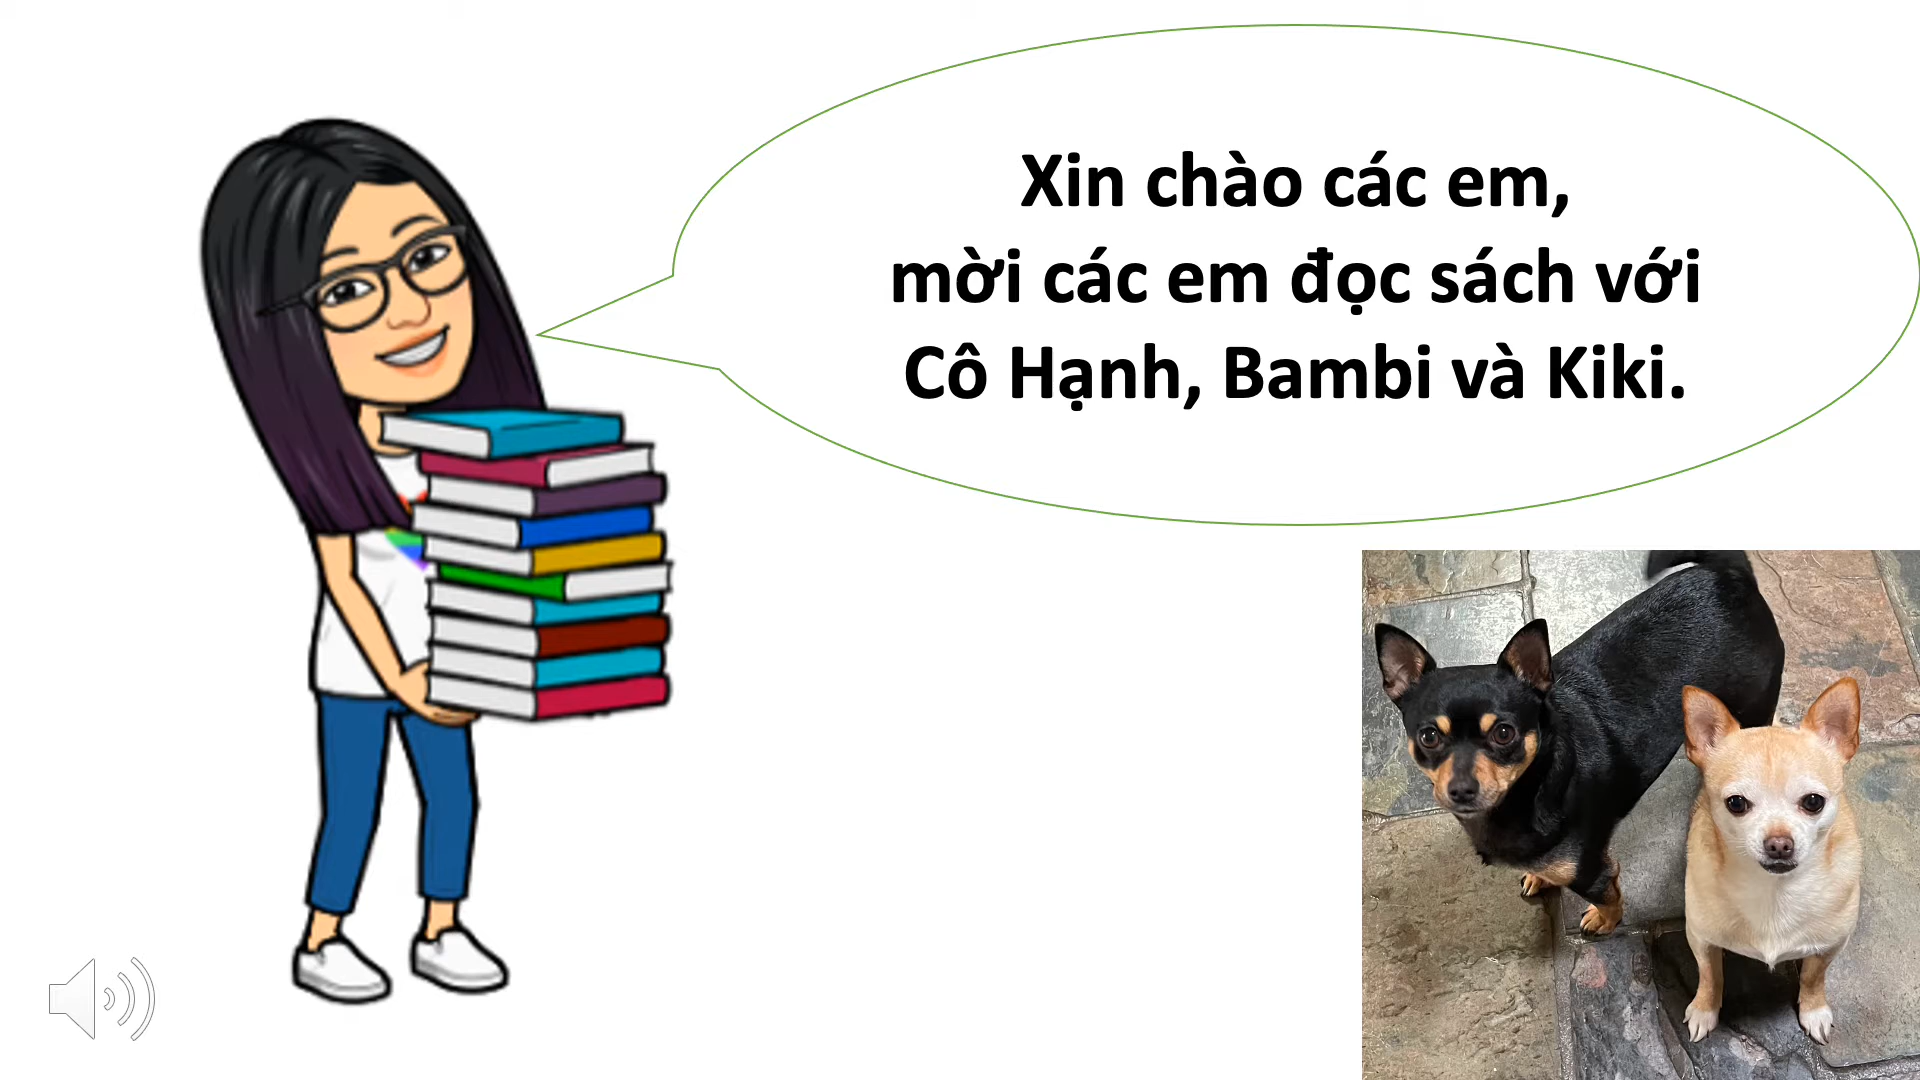 Xin chào các em,
mời các em đọc sách với
Cô Hạnh, Bambi và Kiki.